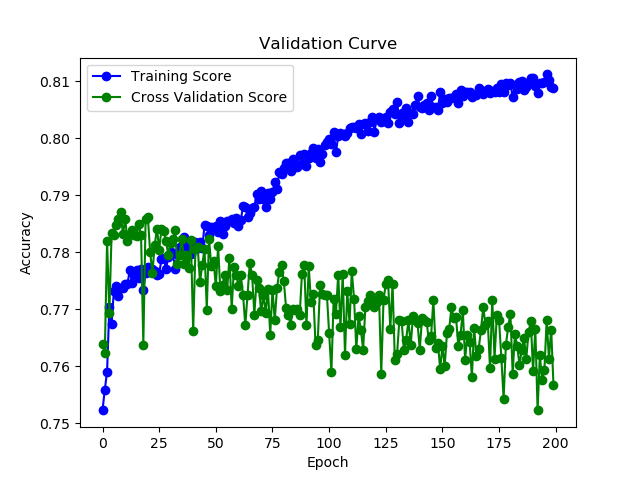 Validation Curve
Training Score
Cross Validation Score
0.81
0.80
0.79
0.78
0.77
0.76
0.75
Accuracy
0 25 50 75 100 125 150 175 200
Epoch